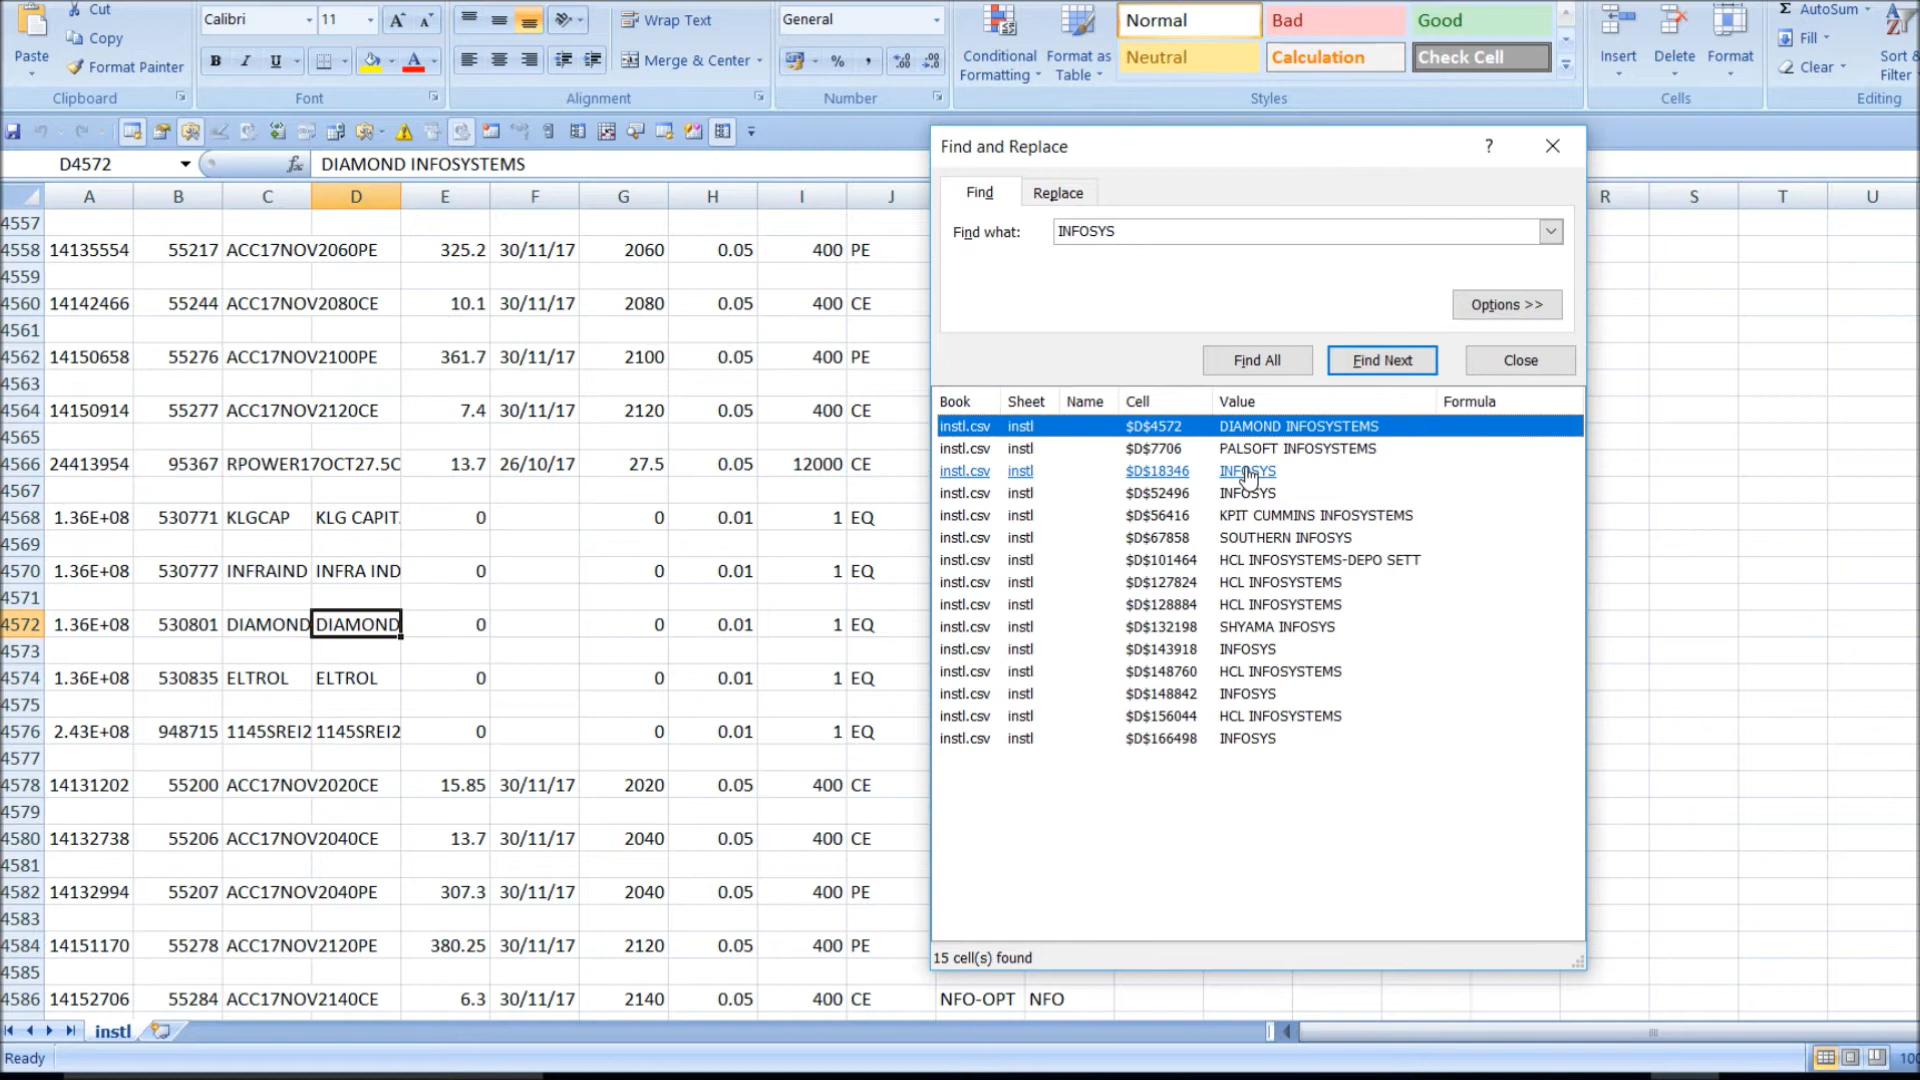 Cut
Copy
Format Painter
Paste
Clipboard
Calibri 11
B I U
A
Font
Wrap Text
Merge & Center
Alignment
General
%
Number
Conditional Formatting
Format as Table
Normal Bad Good
Neutral Calculation Check Cell
Styles
Insert Delete Format
Cells
AutoSum
Fill
Clear
Sort &
Filter
Editing
D4572 fx DIAMOND INFOSYSTEMS
A B C D E F G H I J R S T U
4557
4558 14135554 55217 ACC17NOV2060PE 325.2 30/11/17 2060 0.05 400 PE
4559
4560 14142466 55244 ACC17NOV2080CE 10.1 30/11/17 2080 0.05 400 CE
4561
4562 14150658 55276 ACC17NOV2100PE 361.7 30/11/17 2100 0.05 400 PE
4563
4564 14150914 55277 ACC17NOV2120CE 7.4 30/11/17 2120 0.05 400 CE
4565
4566 24413954 95367 RPOWER17OCT27.5C 13.7 26/10/17 27.5 0.05 12000 CE
4567
4568 1.36E+08 530771 KLGCAP KLG CAPIT 0 0 0.01 1 EQ
4569
4570 1.36E+08 530777 INFRAIND INFRA IND 0 0 0.01 1 EQ
4571
4572 1.36E+08 530801 DIAMOND DIAMOND 0 0 0.01 1 EQ
4573
4574 1.36E+08 530835 ELTROL ELTROL 0 0 0.01 1 EQ
4575
4576 2.43E+08 948715 1145SREI2 1145SREI2 0 0 0.01 1 EQ
4577
4578 14131202 55200 ACC17NOV2020CE 15.85 30/11/17 2020 0.05 400 CE
4579
4580 14132738 55206 ACC17NOV2040CE 13.7 30/11/17 2040 0.05 400 CE
4581
4582 14132994 55207 ACC17NOV2040PE 307.3 30/11/17 2040 0.05 400 PE
4583
4584 14151170 55278 ACC17NOV2120PE 380.25 30/11/17 2120 0.05 400 PE
4585
4586 14152706 55284 ACC17NOV2140CE 6.3 30/11/17 2140 0.05 400 CE NFO-OPT NFO
Find and Replace ?
Find Replace
Find what: INFOSYS
Options >>
Find All Find Next Close
Book Sheet Name Cell Value Formula
instl.csv instl $D$4572 DIAMOND INFOSYSTEMS
instl.csv instl $D$7706 PALSOFT INFOSYSTEMS
instl.csv instl $D$18346 INFOSYS
instl.csv instl $D$52496 INFOSYS
instl.csv instl $D$56416 KPIT CUMMINS INFOSYSTEMS
instl.csv instl $D$67858 SOUTHERN INFOSYS
instl.csv instl $D$101464 HCL INFOSYSTEMS-DEPO SETT
instl.csv instl $D$127824 HCL INFOSYSTEMS
instl.csv instl $D$128884 HCL INFOSYSTEMS
instl.csv instl $D$132198 SHYAMA INFOSYS
instl.csv instl $D$143918 INFOSYS
instl.csv instl $D$148760 HCL INFOSYSTEMS
instl.csv instl $D$148842 INFOSYS
instl.csv instl $D$156044 HCL INFOSYSTEMS
instl.csv instl $D$166498 INFOSYS
15 cell(s) found
instl
Ready
100